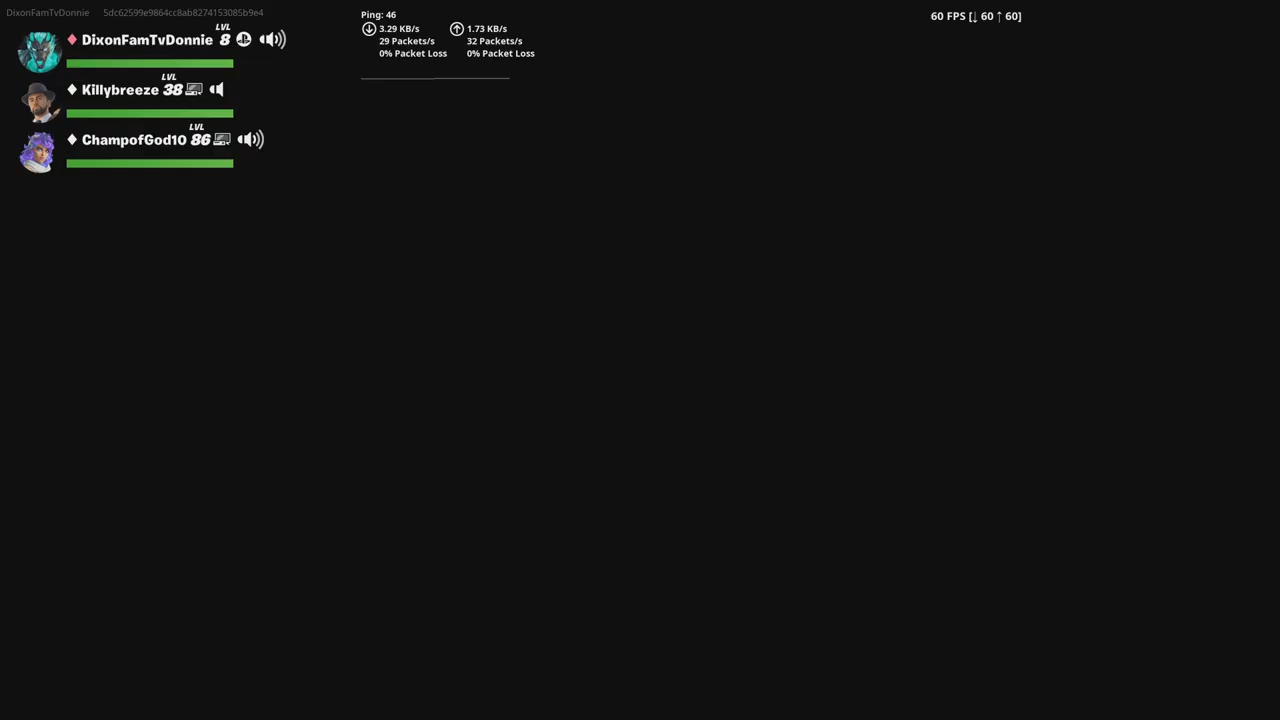 DixonFamTvDonnie 5dc62599e9864cc8ab8274153085b9e4
LVL
DixonFamTvDonnie 8
LVL
Killybreeze 38
LVL
ChampofGod10 86
Ping: 46
3.29 KB/s 1.73 KB/s
29 Packets/s 32 Packets/s
0% Packet Loss 0% Packet Loss
60 FPS [↓ 60 ↑ 60]